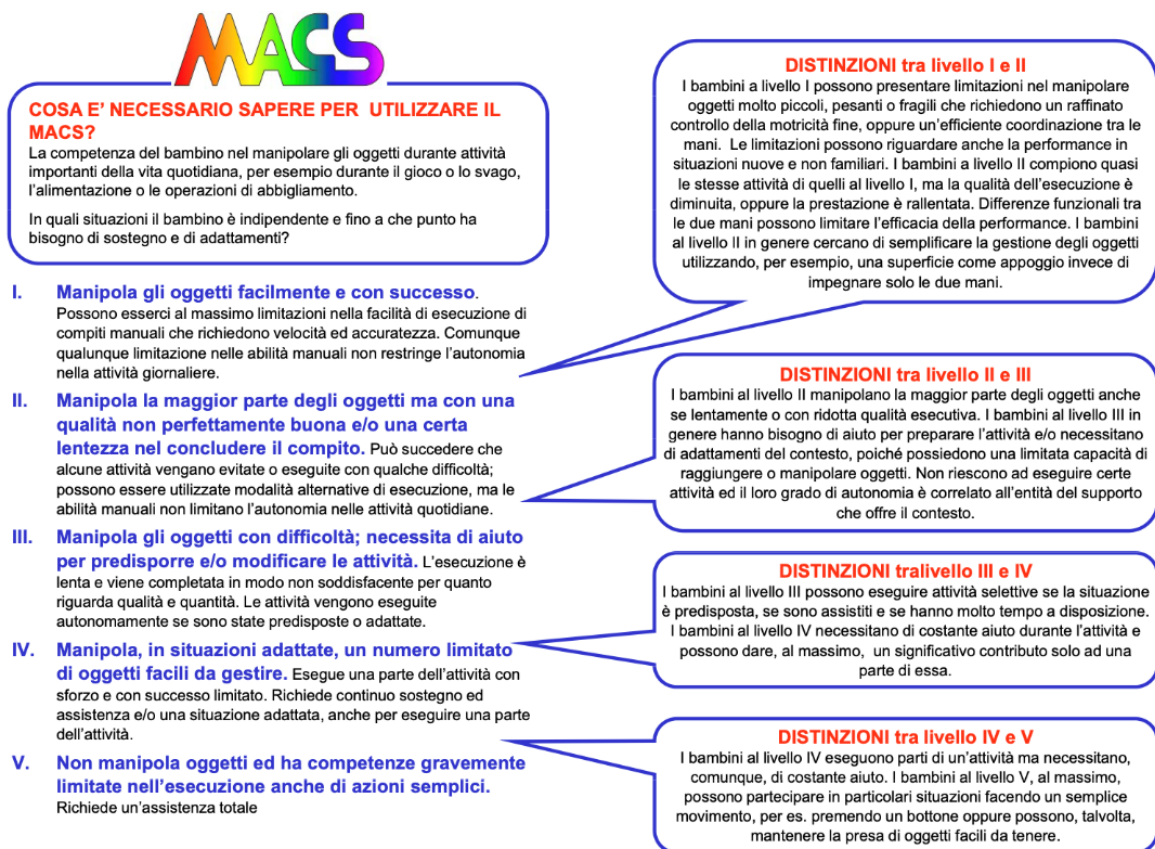 MACS
COSA E' NECESSARIO SAPERE PER UTILIZZARE IL
MACS?
La competenza del bambino nel manipolare gli oggetti durante attività
importanti della vita quotidiana, per esempio durante il gioco o lo svago,
l'alimentazione o le operazioni di abbigliamento.
In quali situazioni il bambino è indipendente e fino a che punto ha
bisogno di sostegno e di adattamenti?
I. Manipola gli oggetti facilmente e con successo.
Possono esserci al massimo limitazioni nella facilità di esecuzione di
compiti manuali che richiedono velocità ed accuratezza. Comunque
qualunque limitazione nelle abilità manuali non restringe l'autonomia
nella attività giornaliere.
II. Manipola la maggior parte degli oggetti ma con una
qualità non perfettamente buona e/o una certa
lentezza nel concludere il compito. Può succedere che
alcune attività vengano evitate o eseguite con qualche difficoltà;
possono essere utilizzate modalità alternative di esecuzione, ma le
abilità manuali non limitano l'autonomia nelle attività quotidiane.
III. Manipola gli oggetti con difficoltà; necessita di aiuto
per predisporre e/o modificare le attività. L'esecuzione è
lenta e viene completata in modo non soddisfacente per quanto
riguarda qualità e quantità. Le attività vengono eseguite
autonomamente se sono state predisposte o adattate.
IV. Manipola, in situazioni adattate, un numero limitato
di oggetti facili da gestire. Esegue una parte dell'attività con
sforzo e con successo limitato. Richiede continuo sostegno ed
assistenza e/o una situazione adattata, anche per eseguire una parte
dell'attività.
V. Non manipola oggetti ed ha competenze gravemente
limitate nell'esecuzione anche di azioni semplici.
Richiede un'assistenza totale
DISTINZIONI tra livello I e II
I bambini a livello I possono presentare limitazioni nel manipolare
oggetti molto piccoli, pesanti o fragili che richiedono un raffinato
controllo della motricità fine, oppure un'efficiente coordinazione tra le
mani. Le limitazioni possono riguardare anche la performance in
situazioni nuove e non familiari. I bambini a livello II compiono quasi
le stesse attività di quelli al livello I, ma la qualità dell'esecuzione è
diminuita, oppure la prestazione è rallentata. Differenze funzionali tra
le due mani possono limitare l'efficacia della performance. I bambini
al livello II in genere cercano di semplificare la gestione degli oggetti
utilizzando, per esempio, una superficie come appoggio invece di
impegnare solo le due mani.
DISTINZIONI tra livello II e III
I bambini al livello II manipolano la maggior parte degli oggetti anche
se lentamente o con ridotta qualità esecutiva. I bambini al livello III in
genere hanno bisogno di aiuto per preparare l'attività e/o necessitano
di adattamenti del contesto, poiché possiedono una limitata capacità di
raggiungere o manipolare oggetti. Non riescono ad eseguire certe
attività ed il loro grado di autonomia è correlato all'entità del supporto
che offre il contesto.
DISTINZIONI tralivello III e IV
I bambini al livello III possono eseguire attività selettive se la situazione
è predisposta, se sono assistiti e se hanno molto tempo a disposizione.
I bambini al livello IV necessitano di costante aiuto durante l'attività e
possono dare, al massimo, un significativo contributo solo ad una
parte di essa.
DISTINZIONI tra livello IV e V
I bambini al livello IV eseguono parti di un'attività ma necessitano,
comunque, di costante aiuto. I bambini al livello V, al massimo,
possono partecipare in particolari situazioni facendo un semplice
movimento, per es. premendo un bottone oppure possono, talvolta,
mantenere la presa di oggetti facili da tenere.